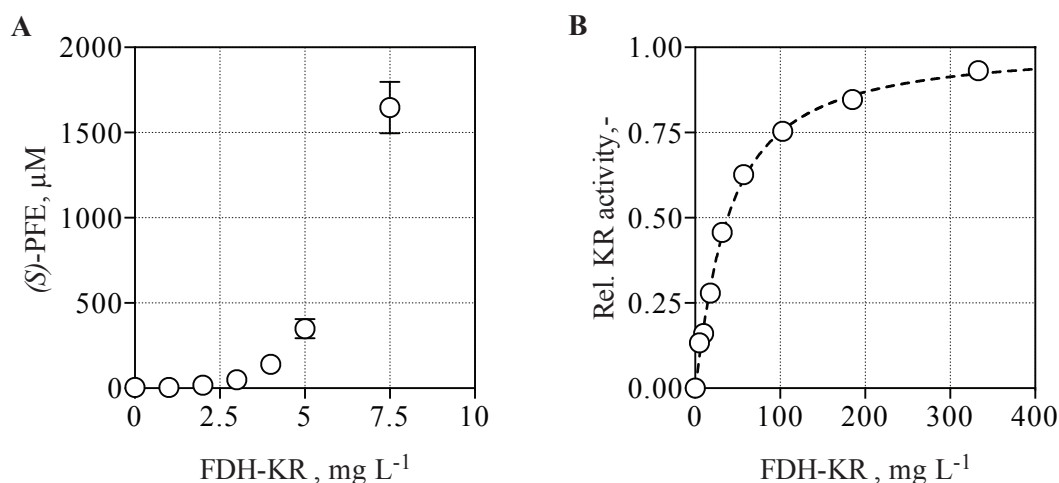 A
2000
1500
1000
500
0
(S)-PFE, µM
0 2.5 5 7.5 10
FDH-KR , mg L-1
B
1.00
0.75
0.50
0.25
0.00
Rel. KR activity,-
0 100 200 300 400
FDH-KR , mg L-1